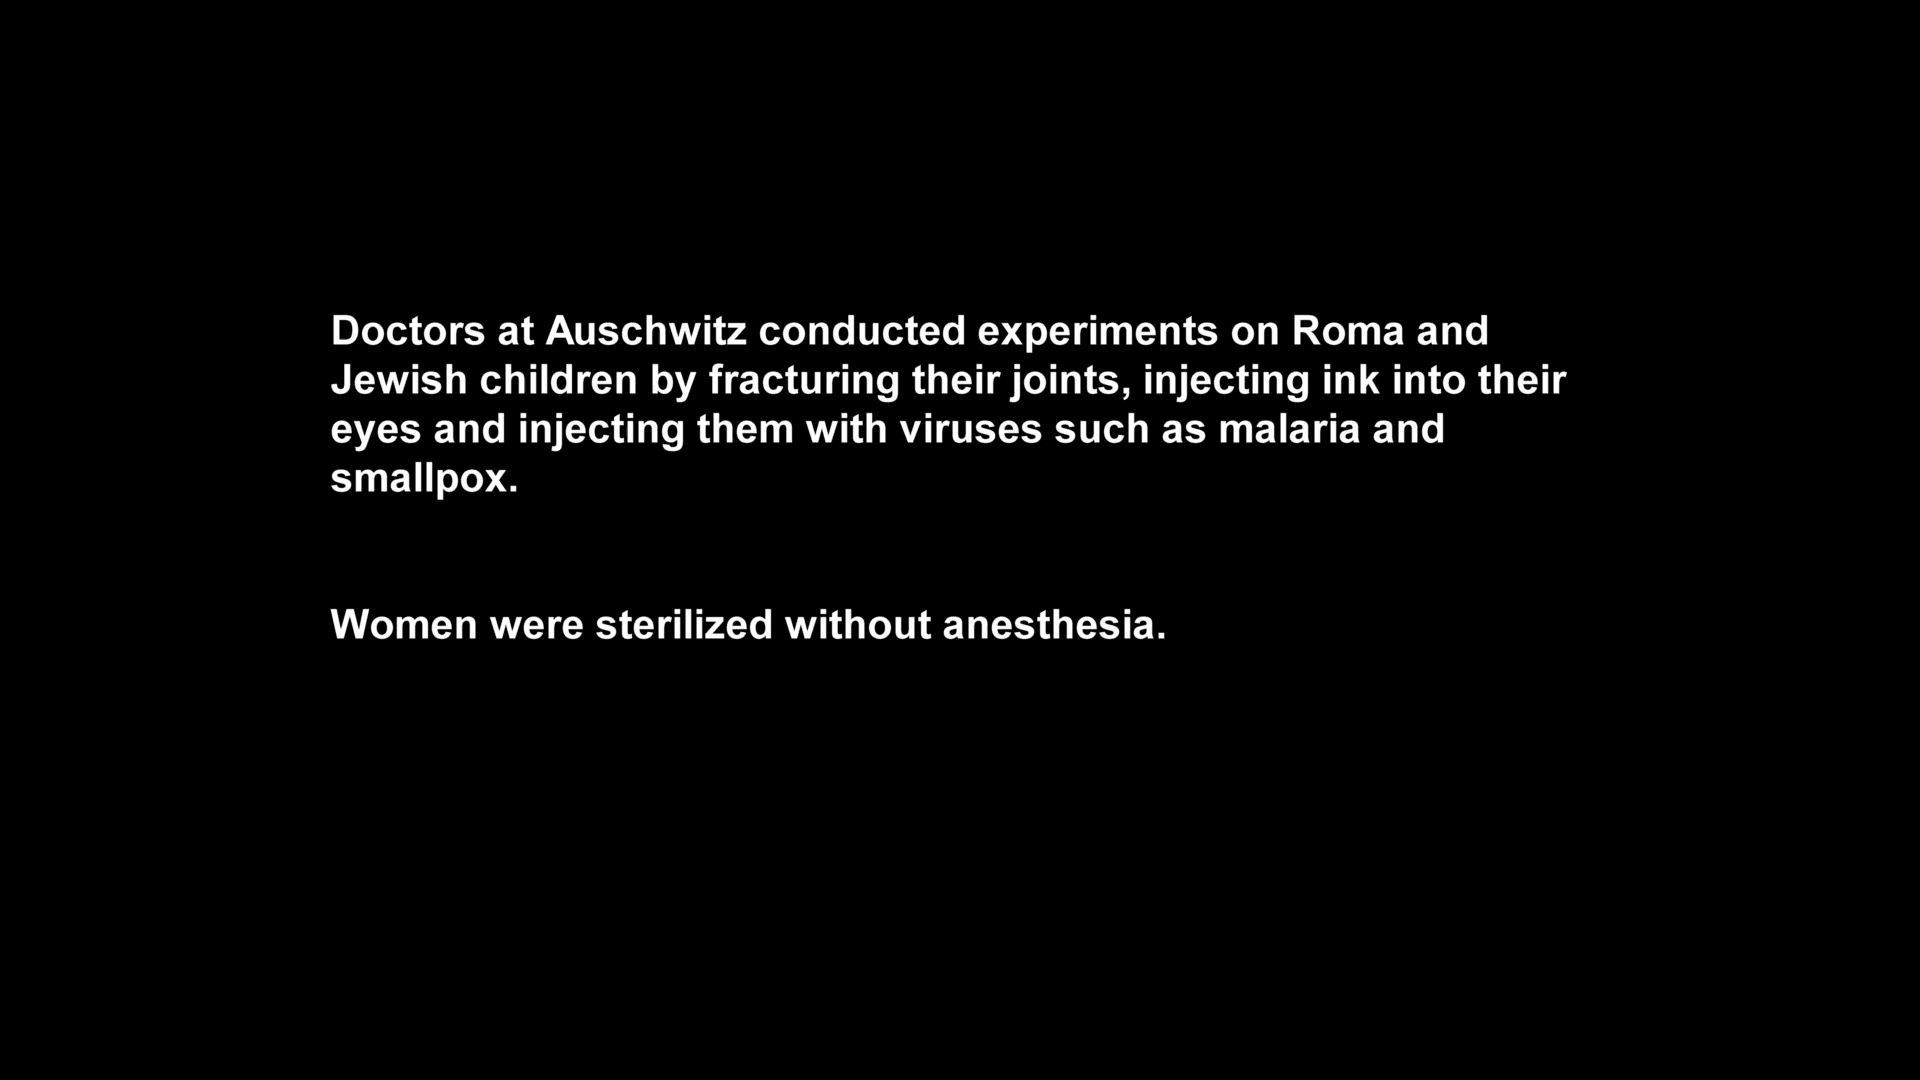 Doctors at Auschwitz conducted experiments on Roma and
Jewish children by fracturing their joints, injecting ink into their
eyes and injecting them with viruses such as malaria and
smallpox.
Women were sterilized without anesthesia.